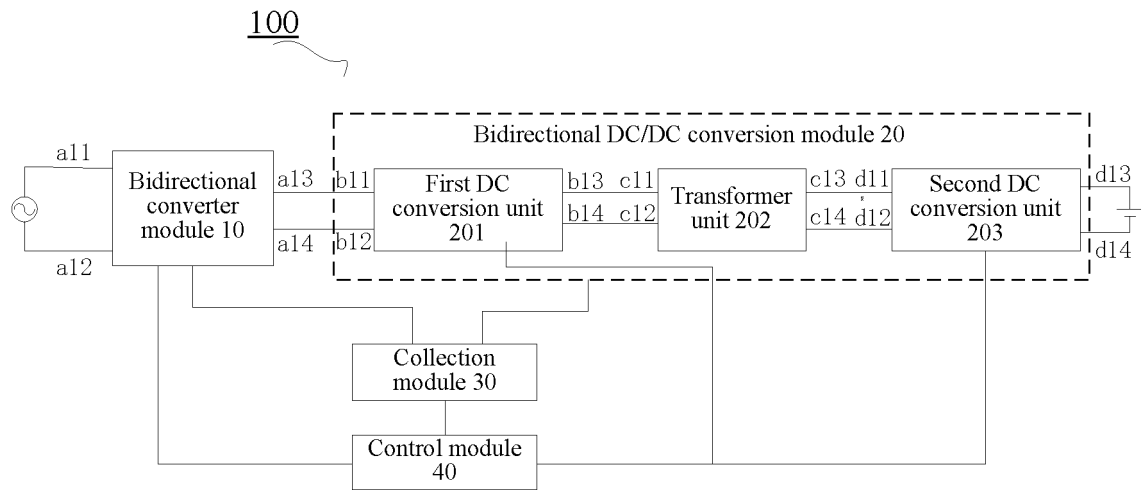 100
Bidirectional DC/DC conversion module 20
a11
a12
Bidirectional
converter
module 10
a13
a14
b11
b12
First DC
conversion unit
201
b13
b14
c11
c12
Transformer
unit 202
c13
c14
d11
d12
Second DC
conversion unit
203
d13
d14
Collection
module 30
Control module
40